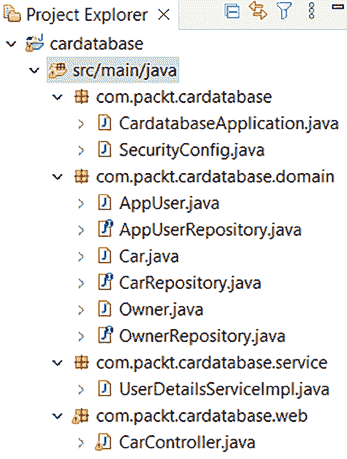 Project Explorer
cardatabase
src/main/java
com.packt.cardatabase
CardatabaseApplication.java
SecurityConfig.java
com.packt.cardatabase.domain
AppUser.java
AppUserRepository.java
Car.java
CarRepository.java
Owner.java
OwnerRepository.java
com.packt.cardatabase.service
UserDetailsServiceImpl.java
com.packt.cardatabase.web
CarController.java